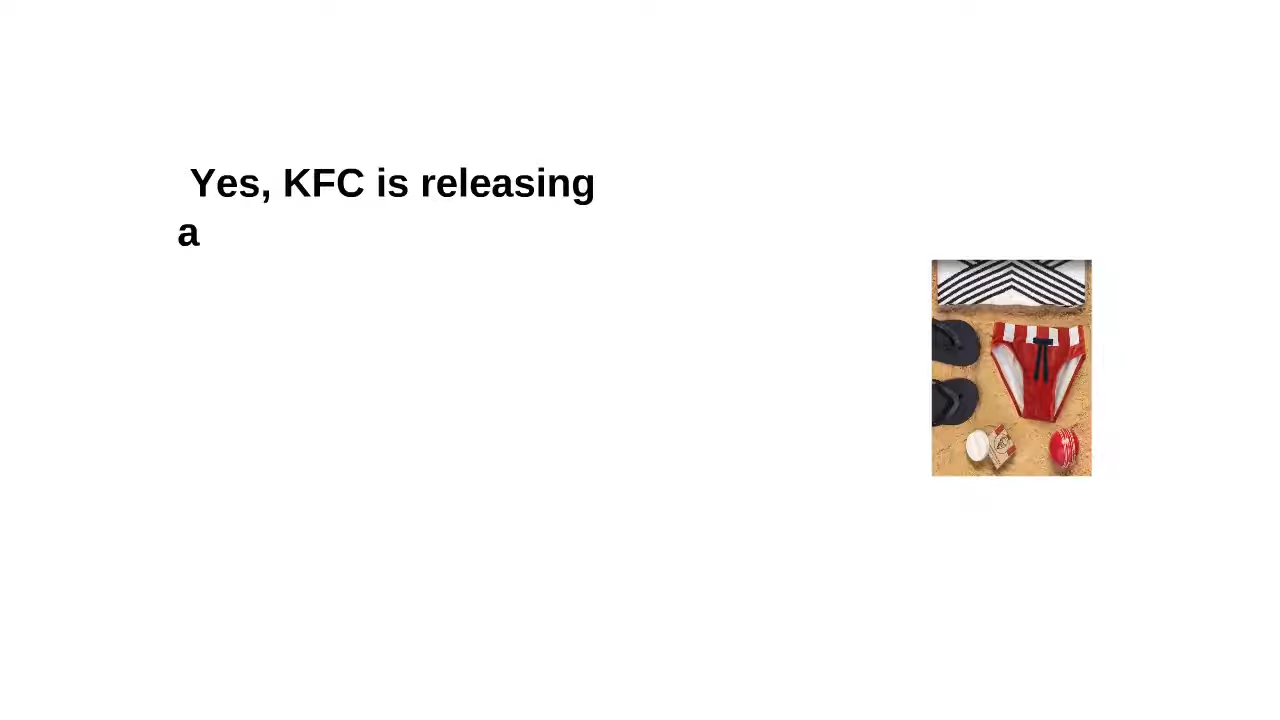 Yes, KFC is releasing
a